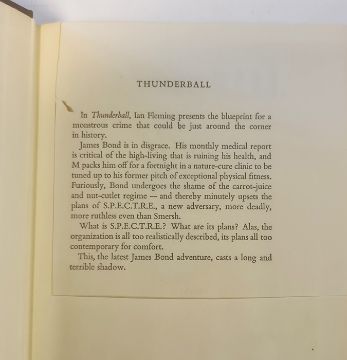 THUNDERBALL
In Thunderball, Ian Fleming presents the blueprint for a
monstrous crime that could be just around the corner
in history.
James Bond is in disgrace. His monthly medical report
is critical of the high-living that is ruining his health, and
M packs him off for a fortnight in a nature-cure clinic to be
tuned up to his former pitch of exceptional physical fitness.
Furiously, Bond undergoes the shame of the carrot-juice
and nut-cutlet regime — and thereby minutely upsets the
plans of S.P.E.C.T.R.E., a new adversary, more deadly,
more ruthless even than Smersh.
What is S.P.E.C.T.R.E.? What are its plans? Alas, the
organization is all too realistically described, its plans all too
contemporary for comfort.
This, the latest James Bond adventure, casts a long and
terrible shadow.